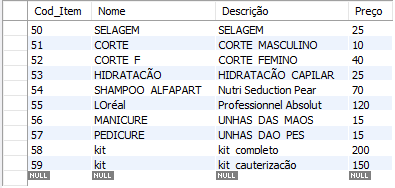 Cod_Item Nome Descrição Preço
50 SELAGEM SELAGEM 25
51 CORTE CORTE MASCULINO 10
52 CORTE F CORTE FEMINO 40
53 HIDRATACÃO HIDRATACÃO CAPILAR 25
54 SHAMPOO ALFAPART Nutri Seduction Pear 70
55 LOréal Professionnel Absolut 120
56 MANICURE UNHAS DAS MAOS 15
57 PEDICURE UNHAS DAO PES 15
58 kit kit completo 200
59 kit kit cauterização 150
NULL NULL NULL NULL